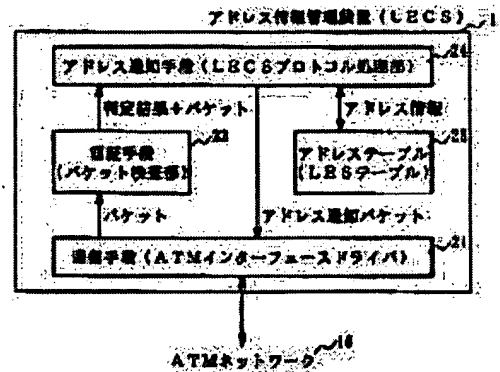 アドレス情報管理装置(LECS) 1
アドレス通知手段(LECSプロトコル処理部) 24
判定結果+パケット
アドレス情報
認証手段 22
(パケット検査部)
アドレステーブル 23
(LESテーブル)
パケット
アドレス通知パケット
通信手段(ATMインターフェースドライバ) 21
ATMネットワーク 16